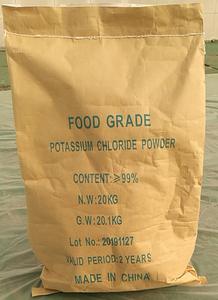 FOOD GRADE
POTASSIUM CHLORIDE POWDER
CONTENT: ≥99%
N.W:20KG
G.W:20.1KG
Lot No.: 20191127
VALID PERIOD: 2 YEARS
MADE IN CHINA